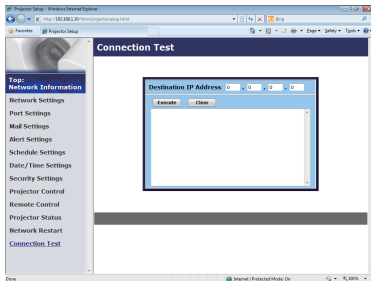 Projector Setup - Windows Internet Explorer
http://192.168.1.10/html/projectorsetup.html
Bing
Favorites
Projector Setup
Page
Safety
Tools
Connection Test
Top:
Network Information
Network Settings
Port Settings
Mail Settings
Alert Settings
Schedule Settings
Date/Time Settings
Security Settings
Projector Control
Remote Control
Projector Status
Network Restart
Connection Test
Destination IP Address 0 . 0 . 0 . 0
Execute
Clear
Done
Internet | Protected Mode: On
100%